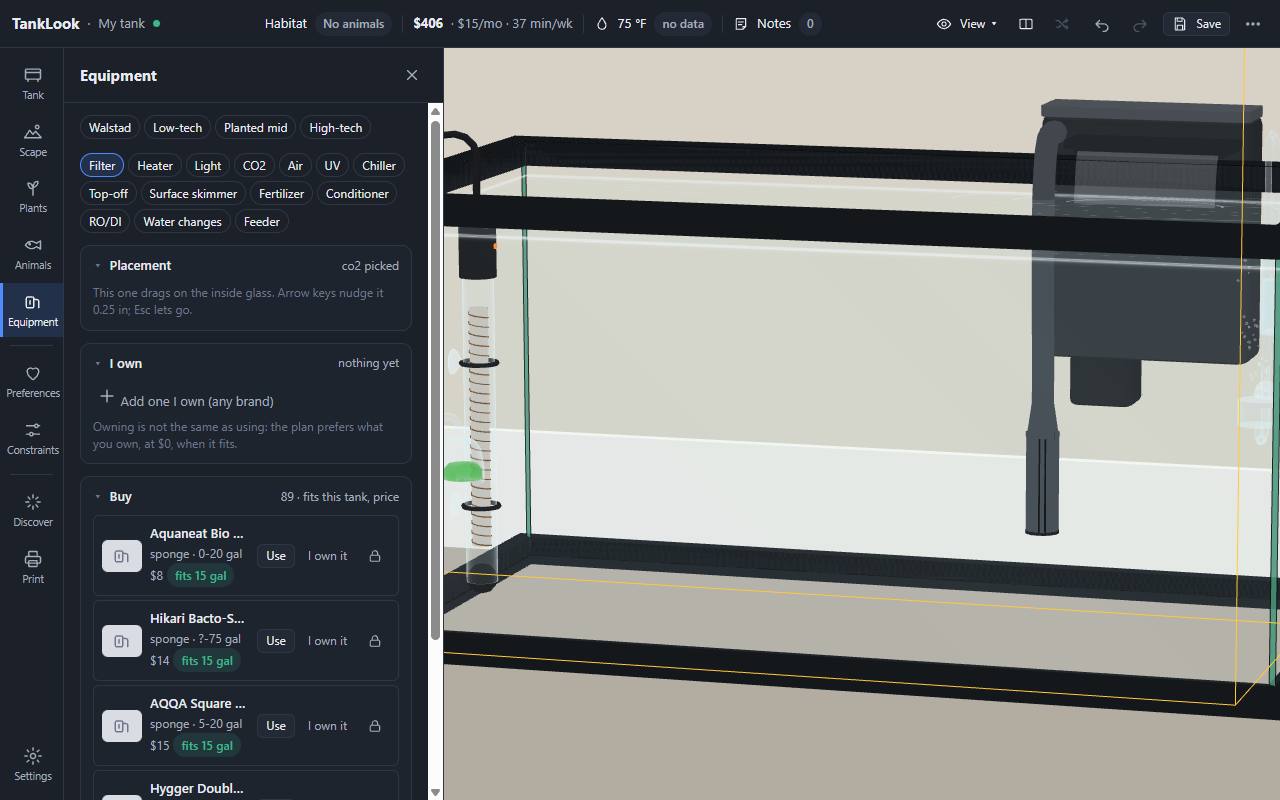 TankLook · My tank
Habitat No animals $406 · $15/mo · 37 min/wk 75 °F no data Notes 0 View Save
Tank
Scape
Plants
Animals
Equipment
Preferences
Constraints
Discover
Print
Settings
Equipment
Walstad Low-tech Planted mid High-tech
Filter Heater Light CO2 Air UV Chiller
Top-off Surface skimmer Fertilizer Conditioner
RO/DI Water changes Feeder
Placement co2 picked
This one drags on the inside glass. Arrow keys nudge it
0.25 in; Esc lets go.
I own nothing yet
Add one I own (any brand)
Owning is not the same as using: the plan prefers what
you own, at $0, when it fits.
Buy 89 · fits this tank, price
Aquaneat Bio ...
sponge · 0-20 gal
$8 fits 15 gal
Use I own it
Hikari Bacto-S...
sponge · ?-75 gal
$14 fits 15 gal
Use I own it
AQQA Square ...
sponge · 5-20 gal
$15 fits 15 gal
Use I own it
Hygger Doubl...